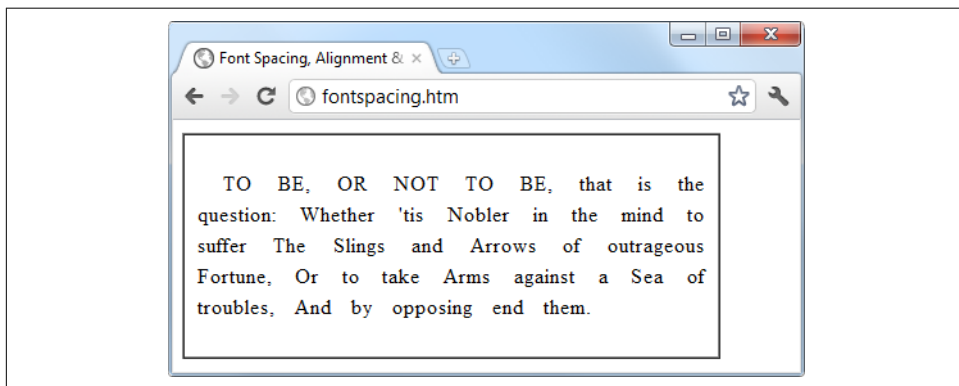 Font Spacing, Alignment &
fontspacing.htm
TO BE, OR NOT TO BE, that is the
question: Whether 'tis Nobler in the mind to
suffer The Slings and Arrows of outrageous
Fortune, Or to take Arms against a Sea of
troubles, And by opposing end them.